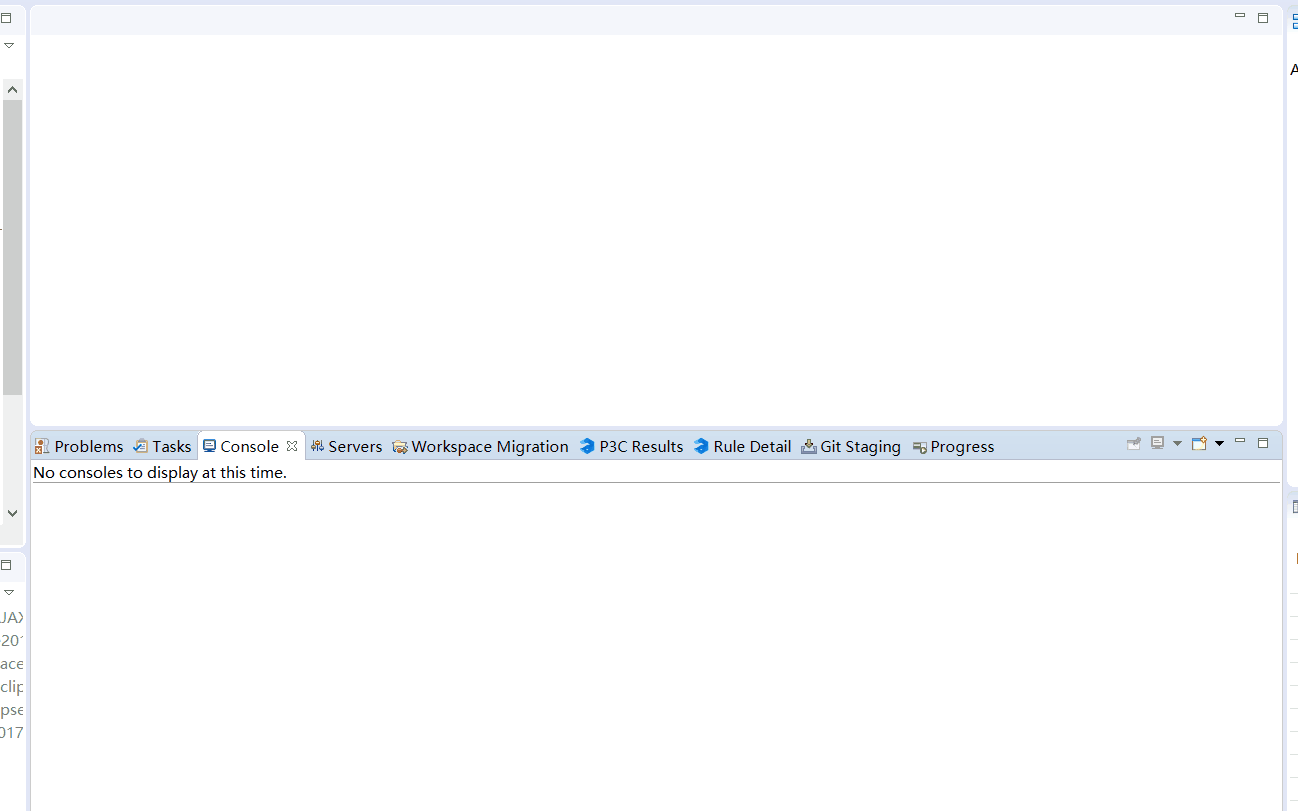 A
Problems Tasks Console Servers Workspace Migration P3C Results Rule Detail Git Staging Progress
No consoles to display at this time.
JAX
201
ace
clip
pse
017